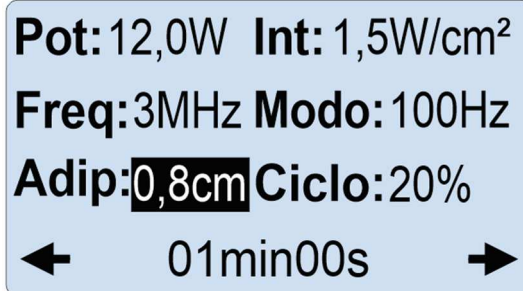 Pot: 12,0W Int: 1,5W/cm²
Freq: 3MHz Modo: 100Hz
Adip: 0,8cm Ciclo: 20%
01min00s